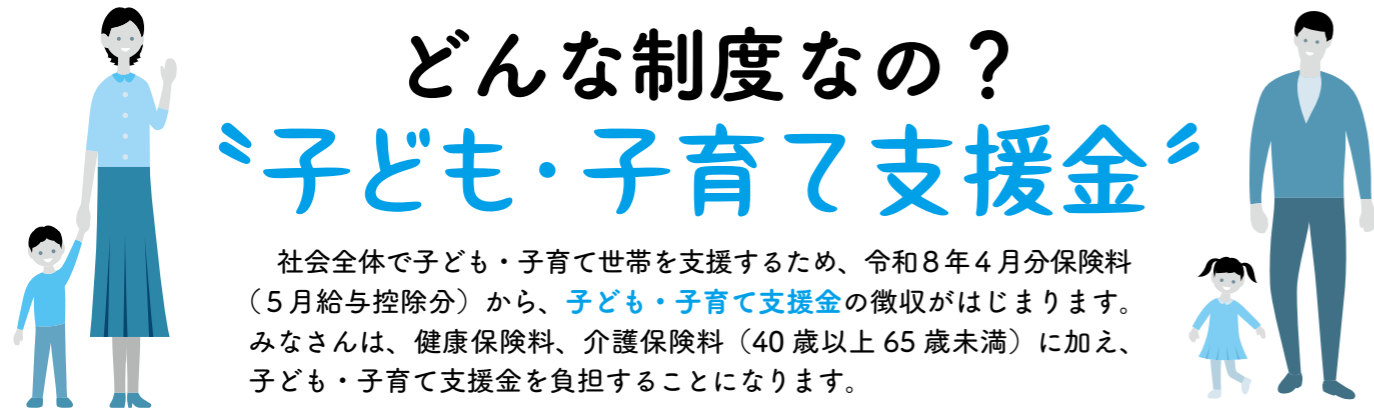 どんな制度なの？
〝子ども・子育て支援金〟
　社会全体で子ども・子育て世帯を支援するため、令和８年４月分保険料
（５月給与控除分）から、子ども・子育て支援金の徴収がはじまります。
みなさんは、健康保険料、介護保険料（40 歳以上 65 歳未満）に加え、
子ども・子育て支援金を負担することになります。